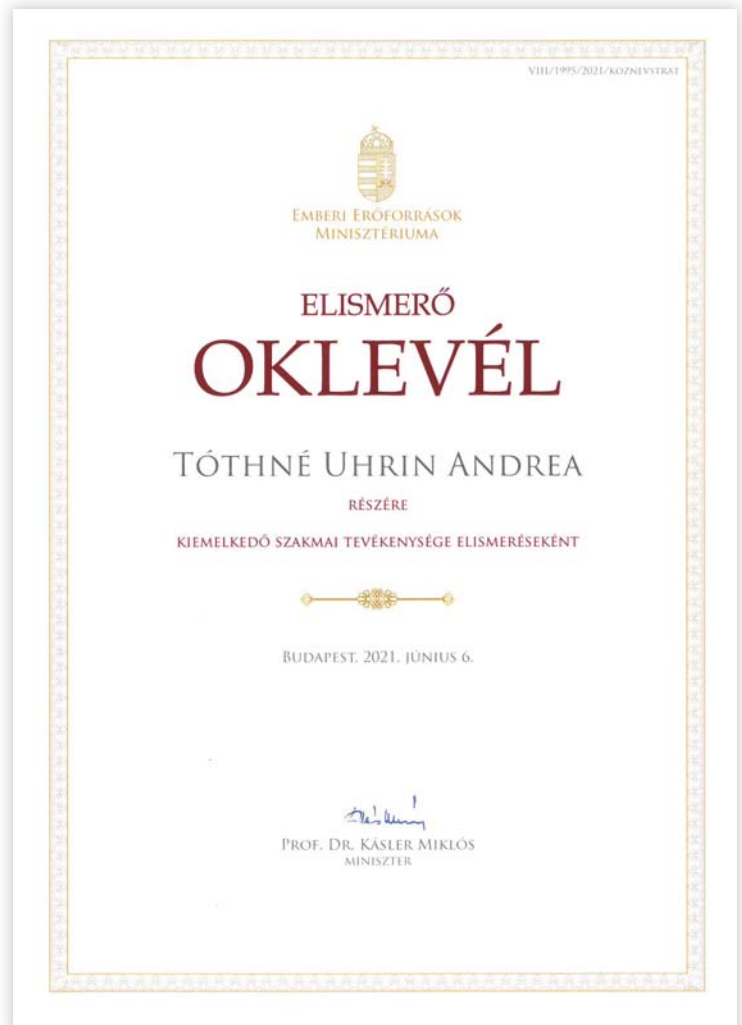 VIII/1995/2021/KOZNEVSTRAT
EMBERI ERŐFORRÁSOK
MINISZTÉRIUMA
ELISMERŐ
OKLEVÉL
TÓTHNÉ UHRIN ANDREA
RÉSZÉRE
KIEMELKEDŐ SZAKMAI TEVÉKENYSÉGE ELISMERÉSEKÉNT
BUDAPEST, 2021. JÚNIUS 6.
PROF. DR. KÁSLER MIKLÓS
MINISZTER